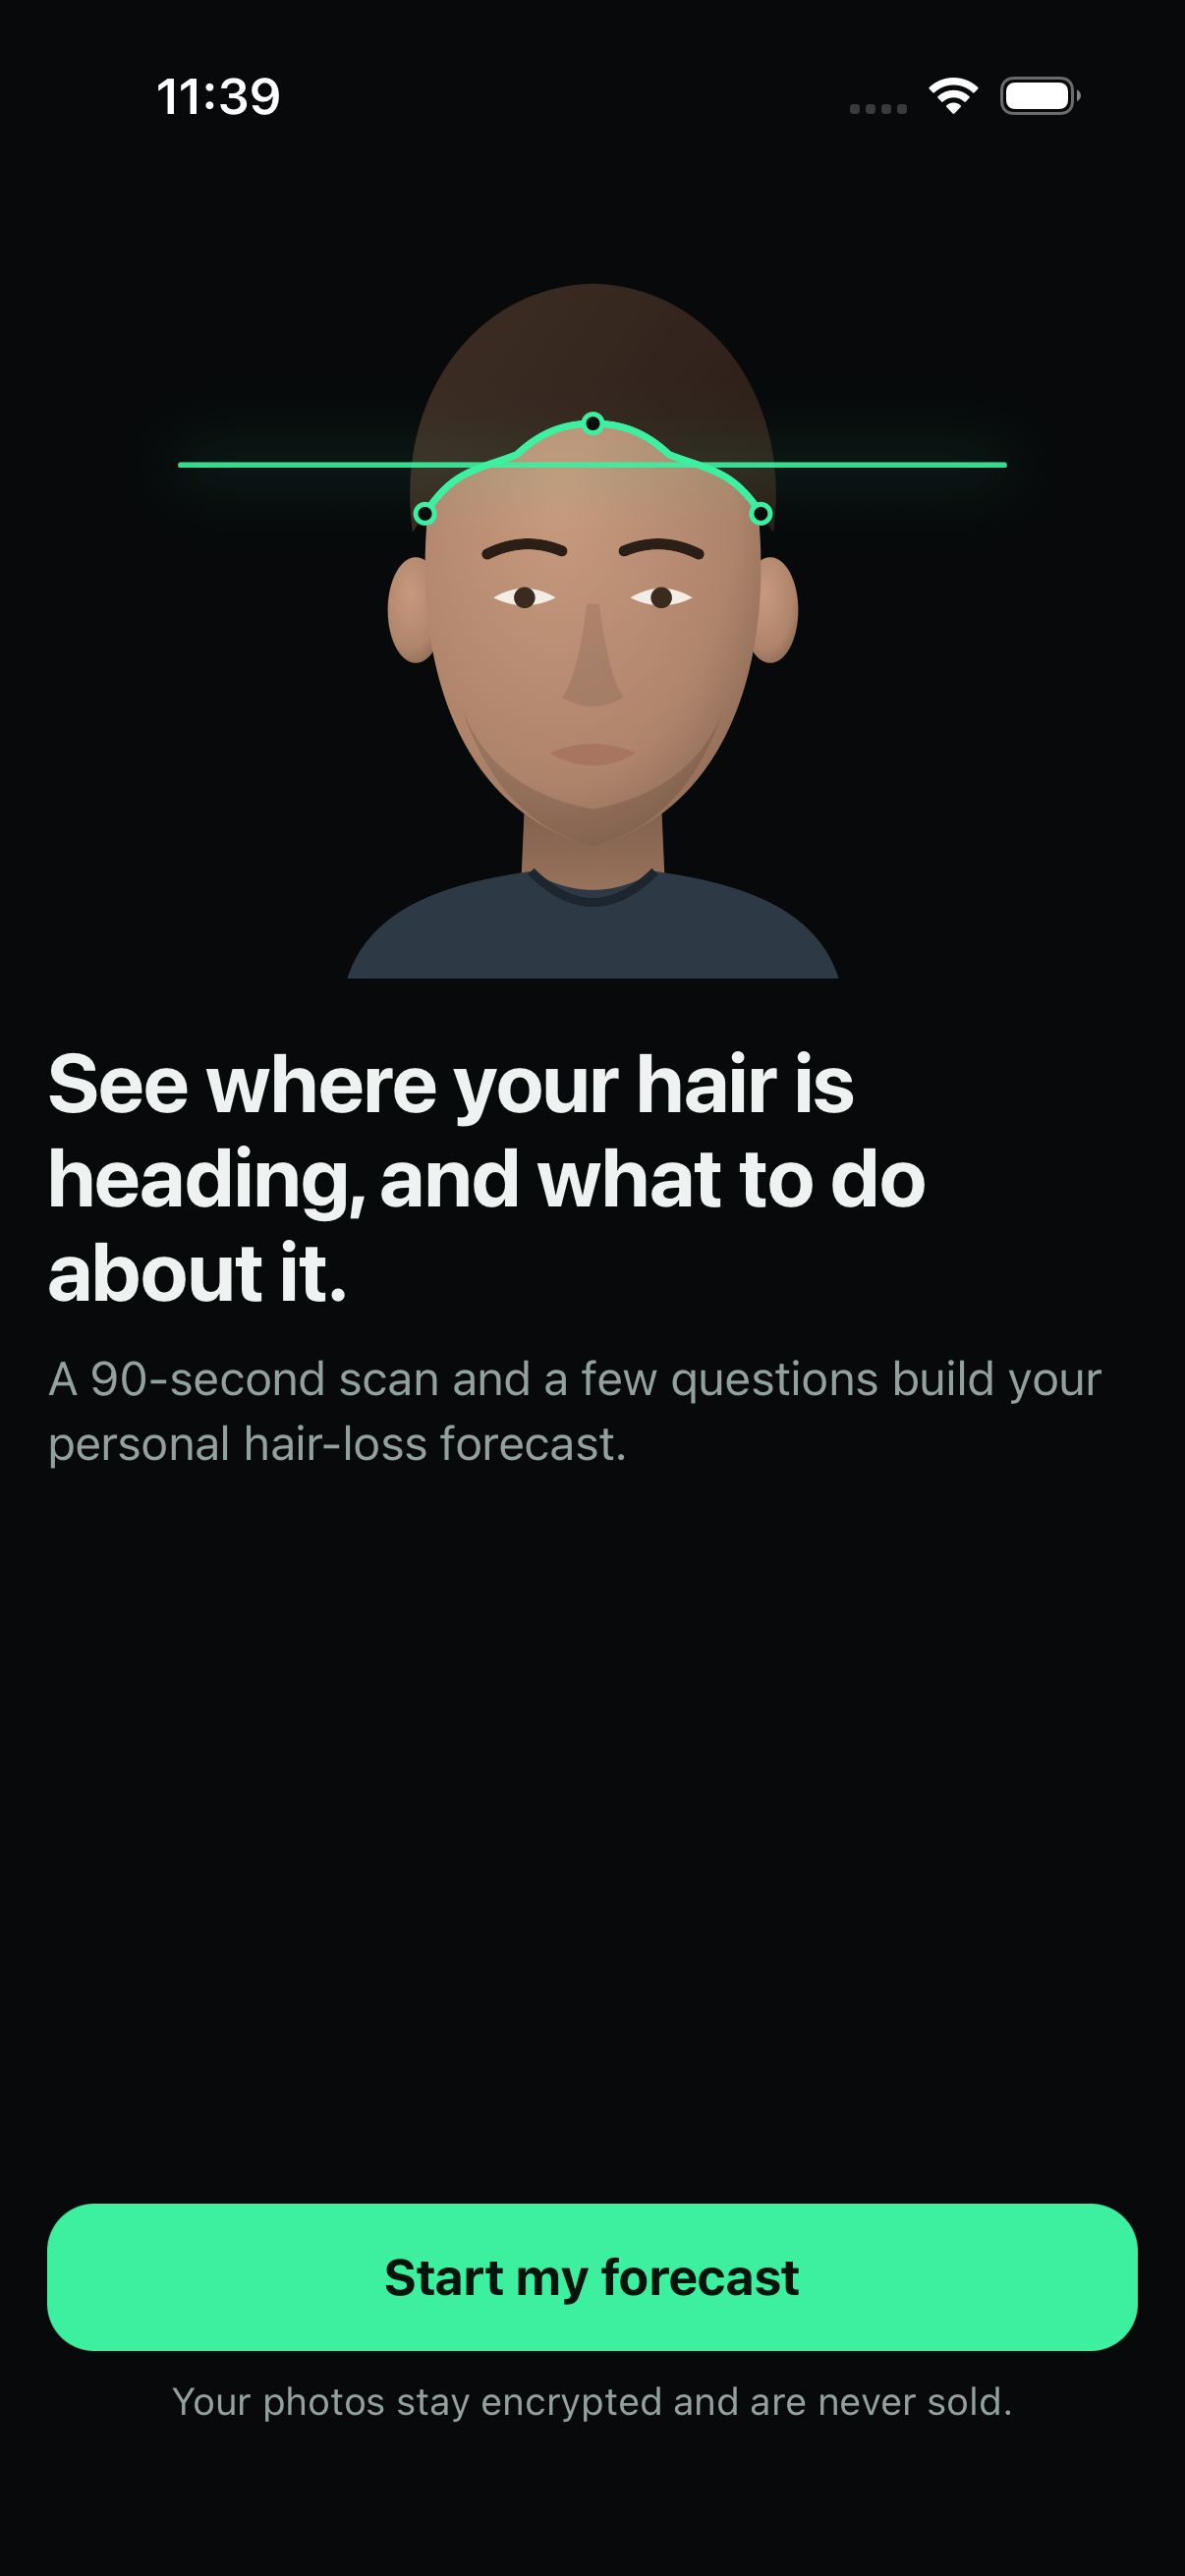 11:39
See where your hair is
heading, and what to do
about it.
A 90-second scan and a few questions build your
personal hair-loss forecast.
Start my forecast
Your photos stay encrypted and are never sold.